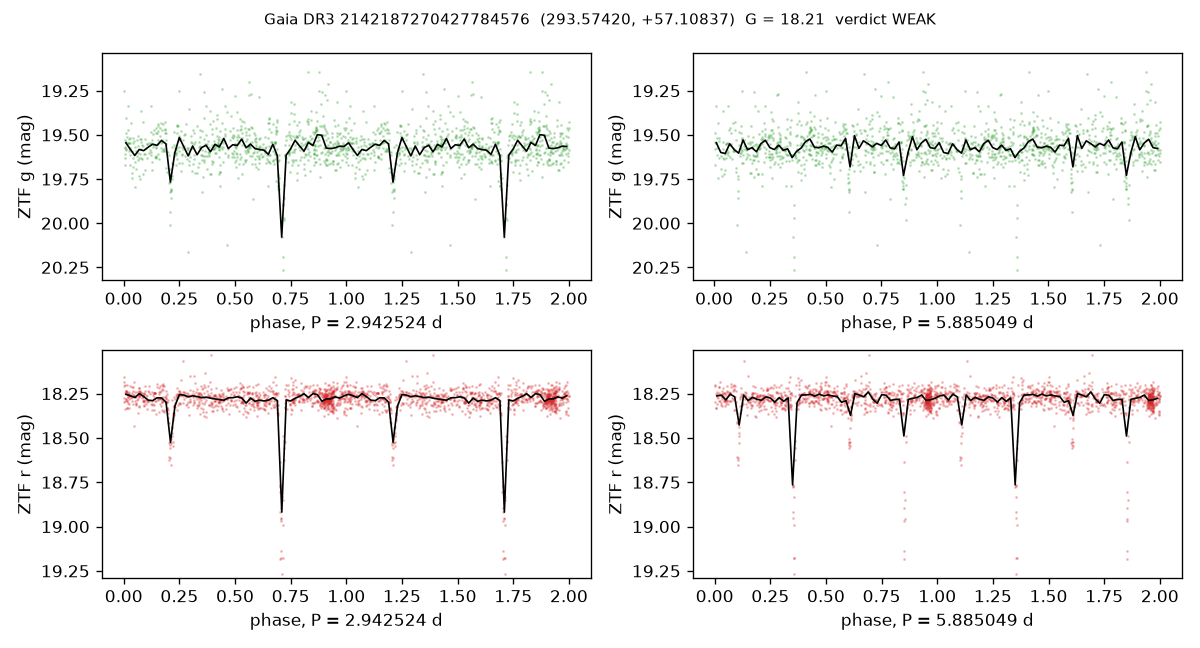 Gaia DR3 2142187270427784576  (293.57420, +57.10837)  G = 18.21  verdict WEAK
ZTF g (mag)
19.25
19.50
19.75
20.00
20.25
0.00 0.25 0.50 0.75 1.00 1.25 1.50 1.75 2.00
phase, P = 2.942524 d
ZTF g (mag)
19.25
19.50
19.75
20.00
20.25
0.00 0.25 0.50 0.75 1.00 1.25 1.50 1.75 2.00
phase, P = 5.885049 d
ZTF r (mag)
18.25
18.50
18.75
19.00
19.25
0.00 0.25 0.50 0.75 1.00 1.25 1.50 1.75 2.00
phase, P = 2.942524 d
ZTF r (mag)
18.25
18.50
18.75
19.00
19.25
0.00 0.25 0.50 0.75 1.00 1.25 1.50 1.75 2.00
phase, P = 5.885049 d